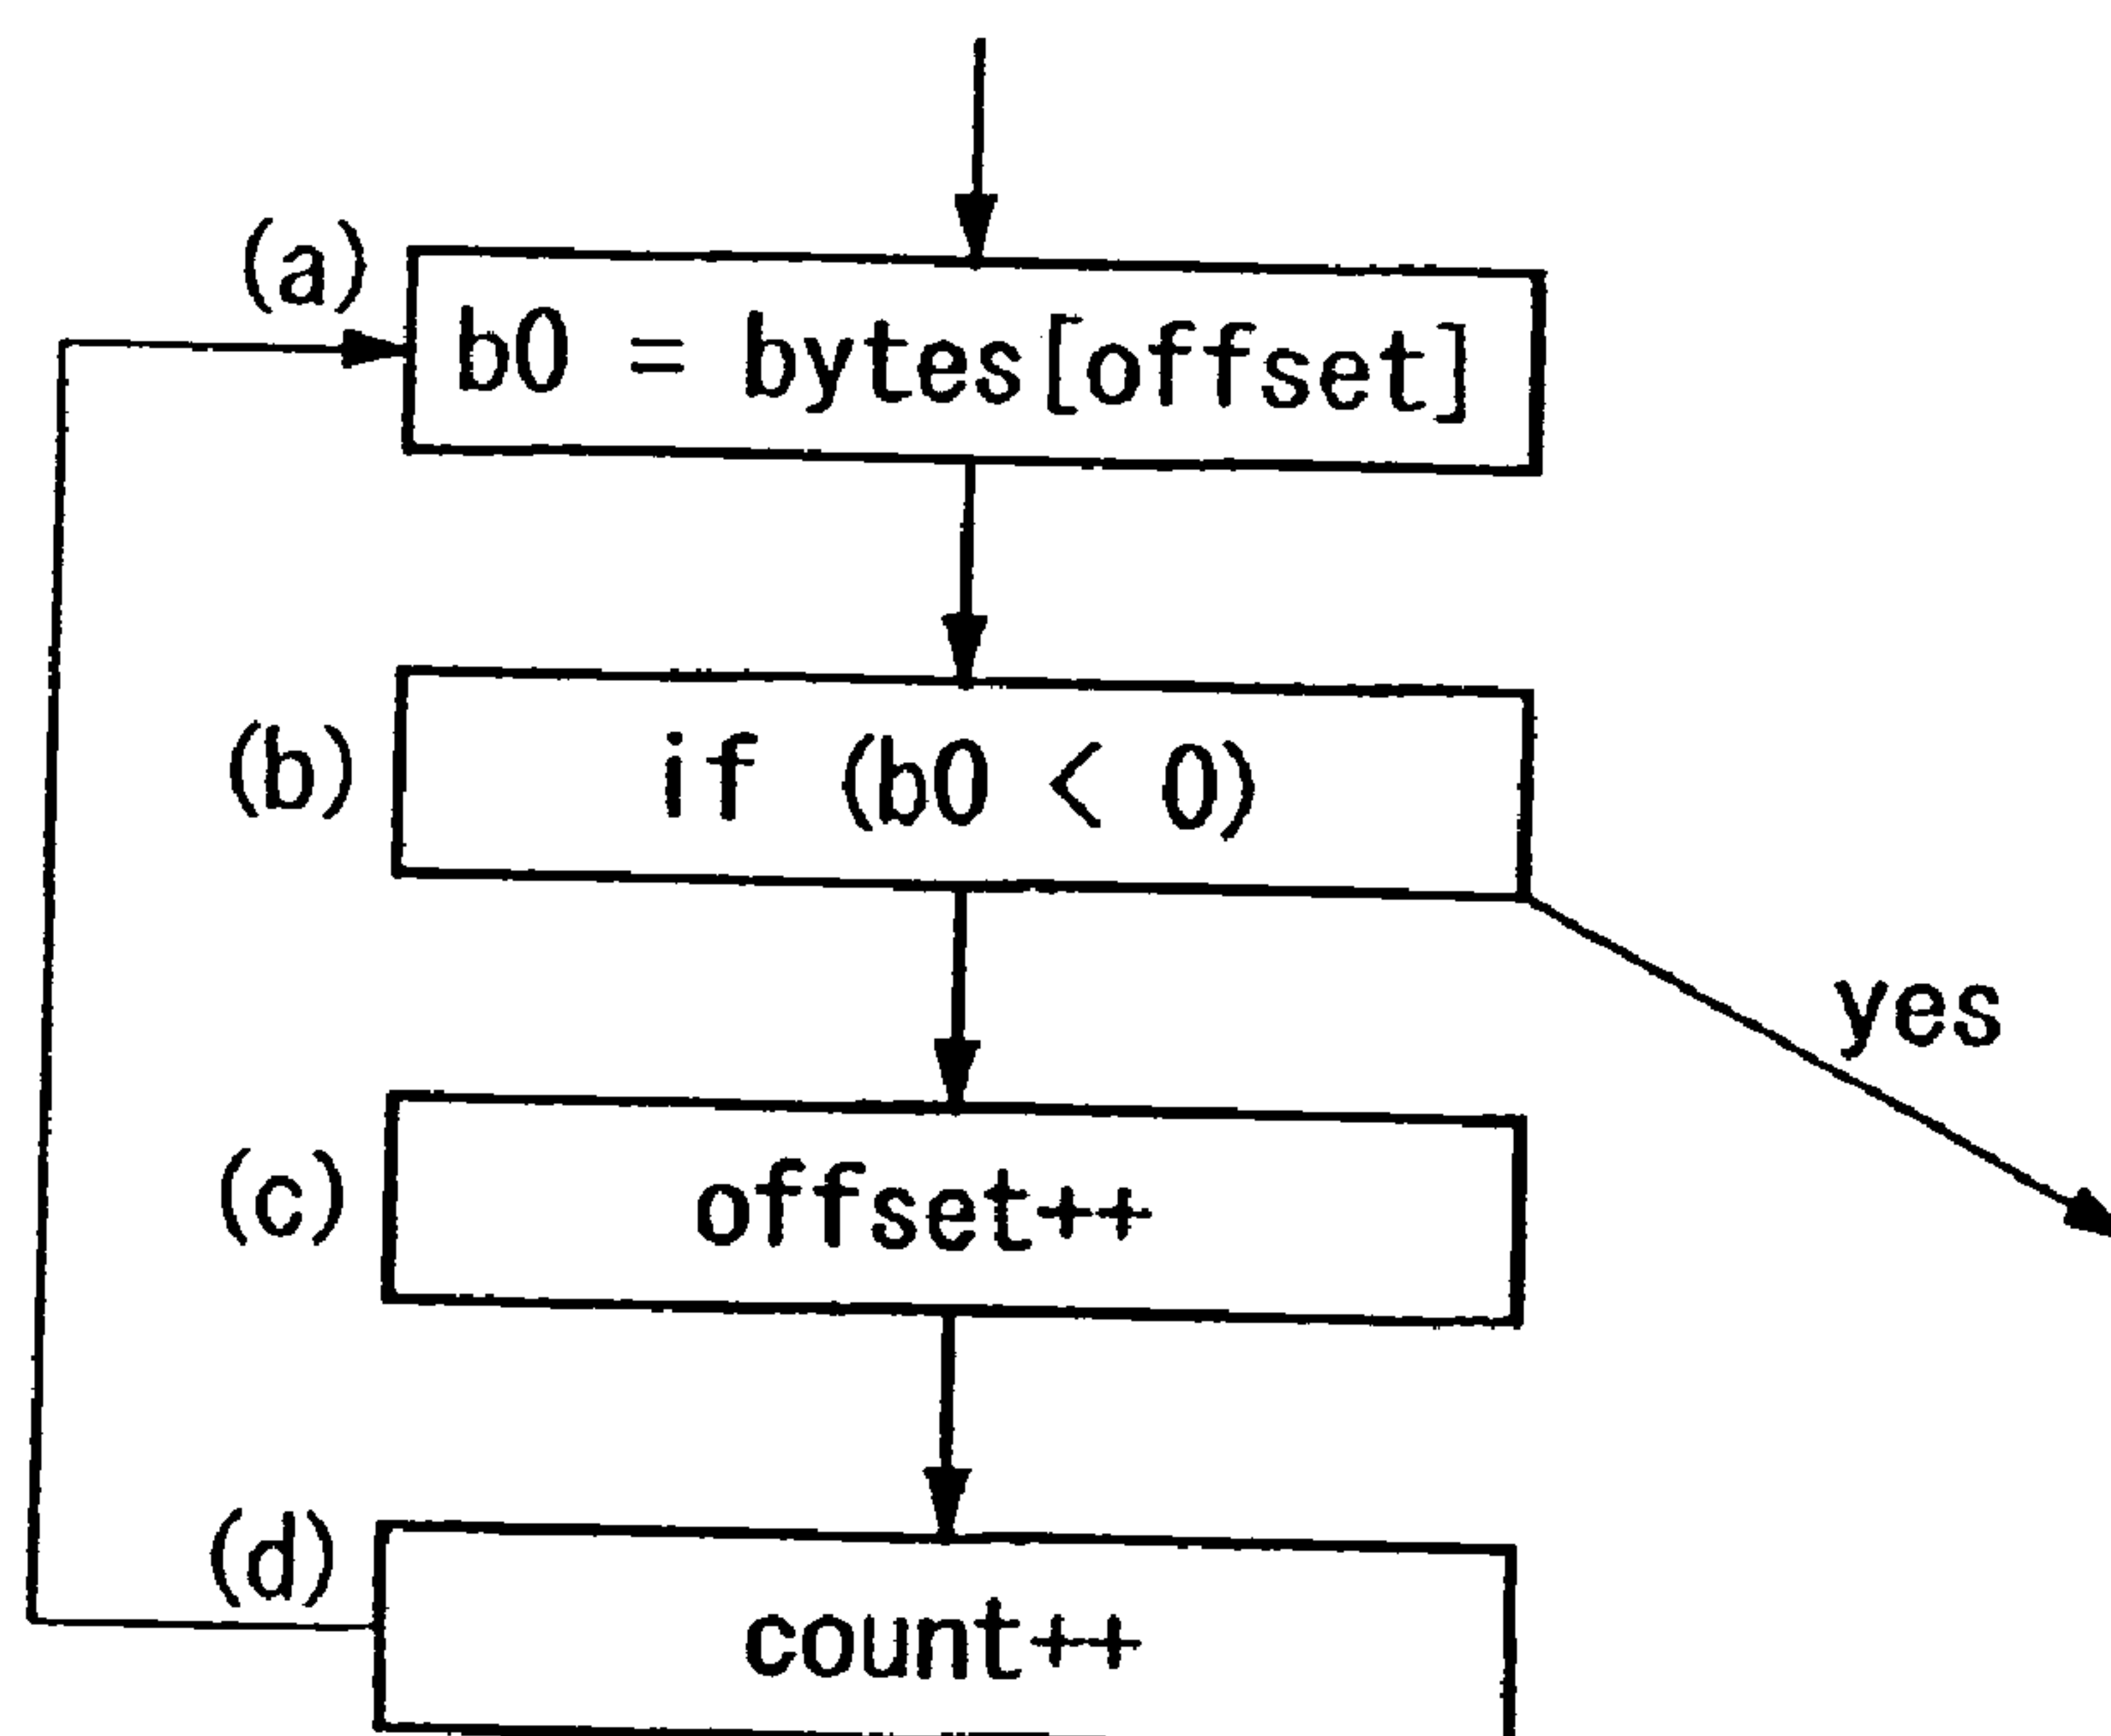 (a)
b0 = bytes[offset]
(b)
if (b0 < 0)
yes
(c)
offset++
(d)
count++